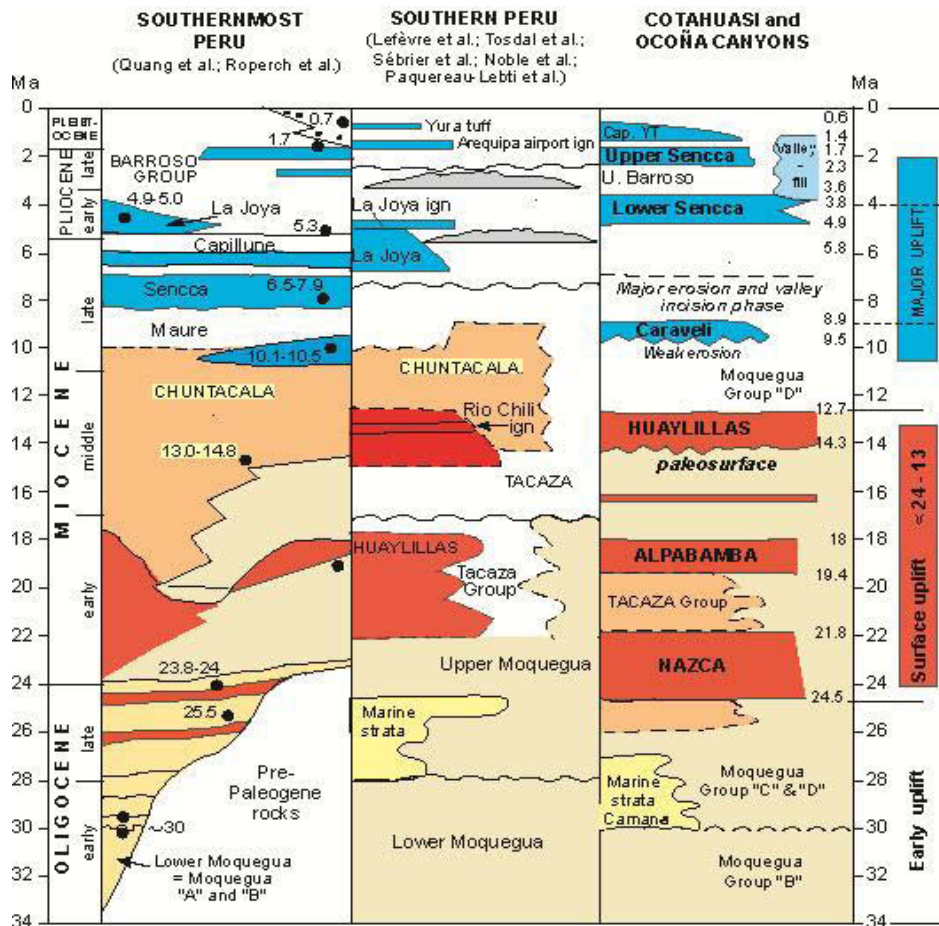 SOUTHERNMOST
PERU
(Quang et al.; Roperch et al.)
SOUTHERN PERU
(Lefèvre et al.; Tosdal et al.;
Sébrier et al.; Noble et al.;
Paquereau-Lebti et al.)
COTAHUASI and
OCOÑA CANYONS
Ma
Ma
0
2
4
6
8
10
12
14
16
18
20
22
24
26
28
30
32
34
PLEIST-
OCENE
PLIOCENE
late
early
MIOCENE
late
middle
early
OLIGOCENE
late
early
0.7
1.7
BARROSO
GROUP
4.9-5.0
La Joya
5.3
Capillune
Sencca
6.5-7.9
Maure
10.1-10.5
CHUNTACALA
13.0-14.8
23.8-24
25.5
Pre-
Paleogene
rocks
~30
Lower Moquegua
= Moquegua
"A" and "B"
Yura tuff
Arequipa airport ign
La Joya ign
La Joya
CHUNTACALA
Rio Chili
ign
TACAZA
HUAYLILLAS
Tacaza
Group
Upper Moquegua
Marine
strata
Lower Moquegua
Cap. YT
Upper Sencca
U. Barroso
Valley
-
fill
Lower Sencca
Major erosion and valley
incision phase
Caraveli
Weak erosion
Moquegua
Group "D"
HUAYLILLAS
paleosurface
ALPABAMBA
TACAZA Group
NAZCA
Moquegua
Group "C" & "D"
Marine
strata
Camana
Moquegua
Group "B"
0.6
1.4
1.7
2.3
3.6
3.8
4.9
5.8
8.9
9.5
12.7
14.3
18
19.4
21.8
24.5
0
2
4
6
8
10
12
14
16
18
20
22
24
26
28
30
32
34
MAJOR UPLIFT
Surface uplift <24-13
Early uplift